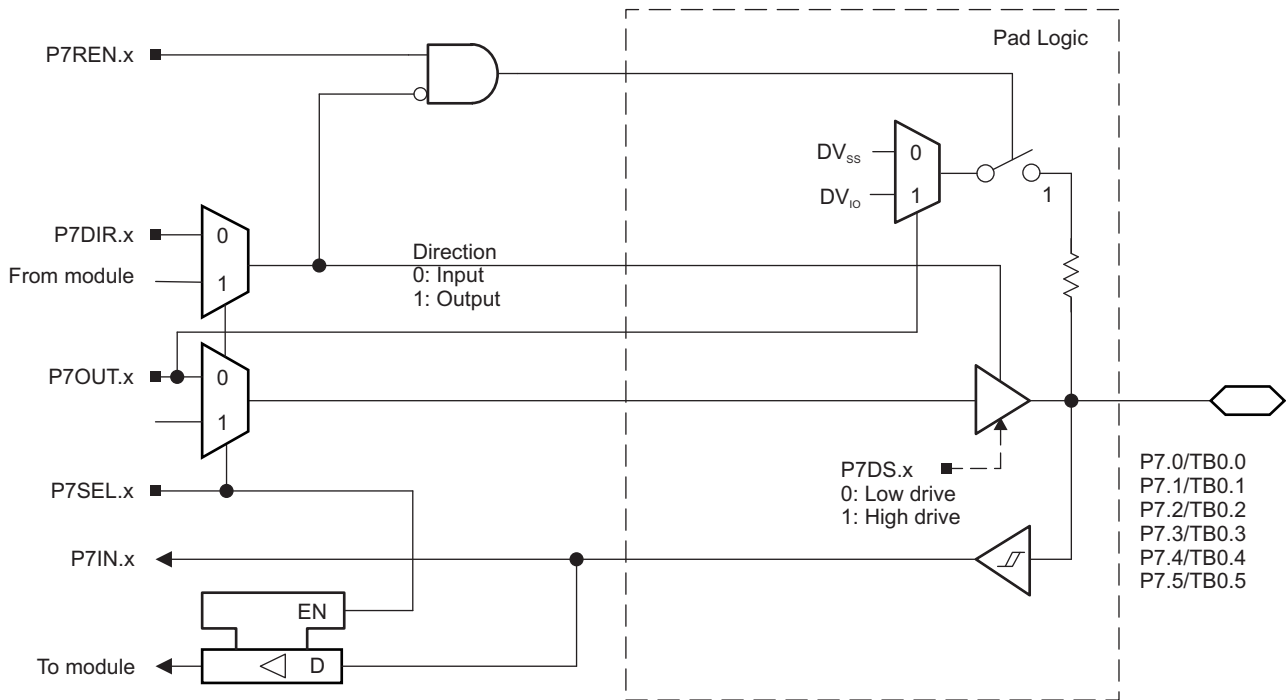 Pad Logic
P7REN.x
DVSS
0
DVIO
1
1
P7DIR.x
0
From module
1
Direction
0: Input
1: Output
P7OUT.x
0
1
P7SEL.x
P7DS.x
0: Low drive
1: High drive
P7.0/TB0.0
P7.1/TB0.1
P7.2/TB0.2
P7.3/TB0.3
P7.4/TB0.4
P7.5/TB0.5
P7IN.x
EN
To module
D